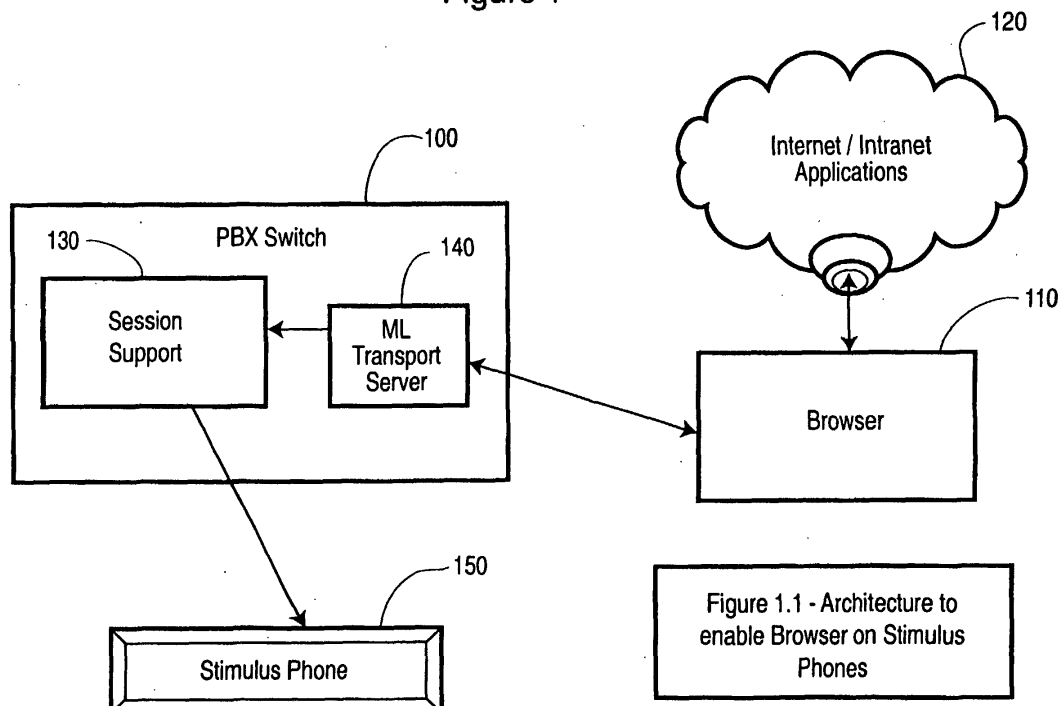 120
Internet / Intranet
Applications
100
PBX Switch
130
140
Session
Support
ML
Transport
Server
110
Browser
150
Stimulus Phone
Figure 1.1 - Architecture to
enable Browser on Stimulus
Phones